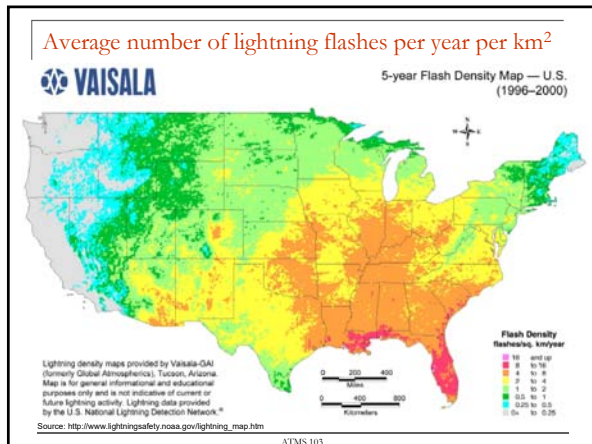 Average number of lightning flashes per year per km²
VAISALA
5-year Flash Density Map — U.S.
(1996–2000)
N
W E
S
Lightning density maps provided by Vaisala-GAI
(formerly Global Atmospherics), Tucson, Arizona.
Map is for general informational and educational
purposes only and is not indicative of current or
future lightning activity. Lightning data provided
by the U.S. National Lightning Detection Network.®
0 400 800
Miles
0 400 800
Kilometers
Flash Density
flashes/sq. km/year
16 and up
8 to 16
4 to 8
2 to 4
1 to 2
0.5 to 1
0.25 to 0.5
0+ to 0.25
Source: http://www.lightningsafety.noaa.gov/lightning_map.htm
ATMS 103